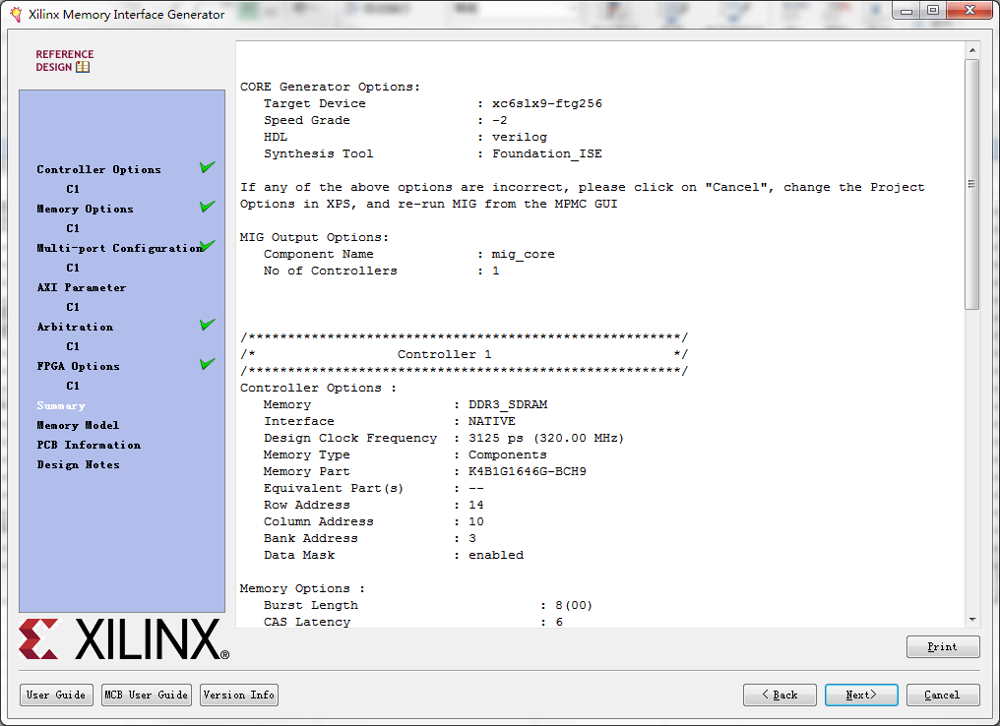 Xilinx Memory Interface Generator
REFERENCE
DESIGN
Controller Options
C1
Memory Options
C1
Multi-port Configuration
C1
AXI Parameter
C1
Arbitration
C1
FPGA Options
C1
Summary
Memory Model
PCB Information
Design Notes
XILINX®
CORE Generator Options:
Target Device : xc6slx9-ftg256
Speed Grade : -2
HDL : verilog
Synthesis Tool : Foundation_ISE
If any of the above options are incorrect, please click on "Cancel", change the Project
Options in XPS, and re-run MIG from the MPMC GUI
MIG Output Options:
Component Name : mig_core
No of Controllers : 1
/*******************************************************/
/* Controller 1 */
/*******************************************************/
Controller Options :
Memory : DDR3_SDRAM
Interface : NATIVE
Design Clock Frequency : 3125 ps (320.00 MHz)
Memory Type : Components
Memory Part : K4B1G1646G-BCH9
Equivalent Part(s) : --
Row Address : 14
Column Address : 10
Bank Address : 3
Data Mask : enabled
Memory Options :
Burst Length : 8(00)
CAS Latency : 6
Print
User Guide
MCB User Guide
Version Info
< Back
Next>
Cancel